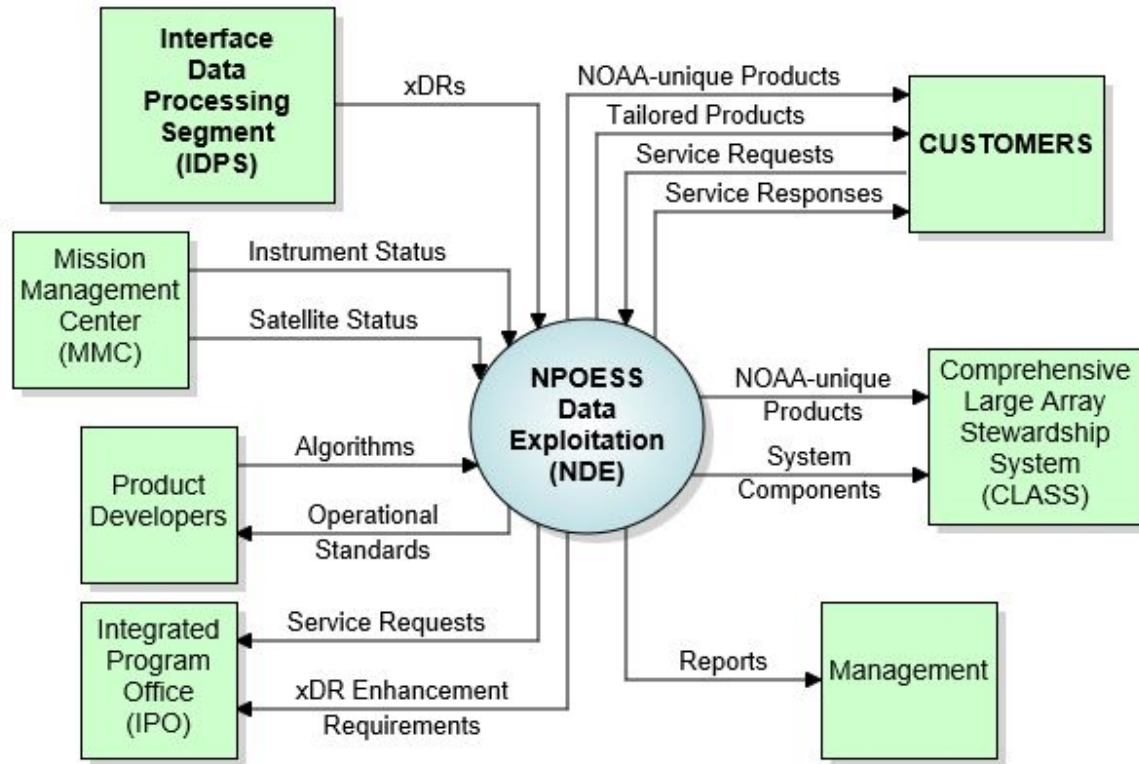 Interface
Data
Processing
Segment
(IDPS)
xDRs
NOAA-unique Products
Tailored Products
Service Requests
Service Responses
CUSTOMERS
Mission
Management
Center
(MMC)
Instrument Status
Satellite Status
NPOESS
Data
Exploitation
(NDE)
NOAA-unique
Products
System
Components
Comprehensive
Large Array
Stewardship
System
(CLASS)
Product
Developers
Algorithms
Operational
Standards
Integrated
Program
Office
(IPO)
Service Requests
xDR Enhancement
Requirements
Reports
Management